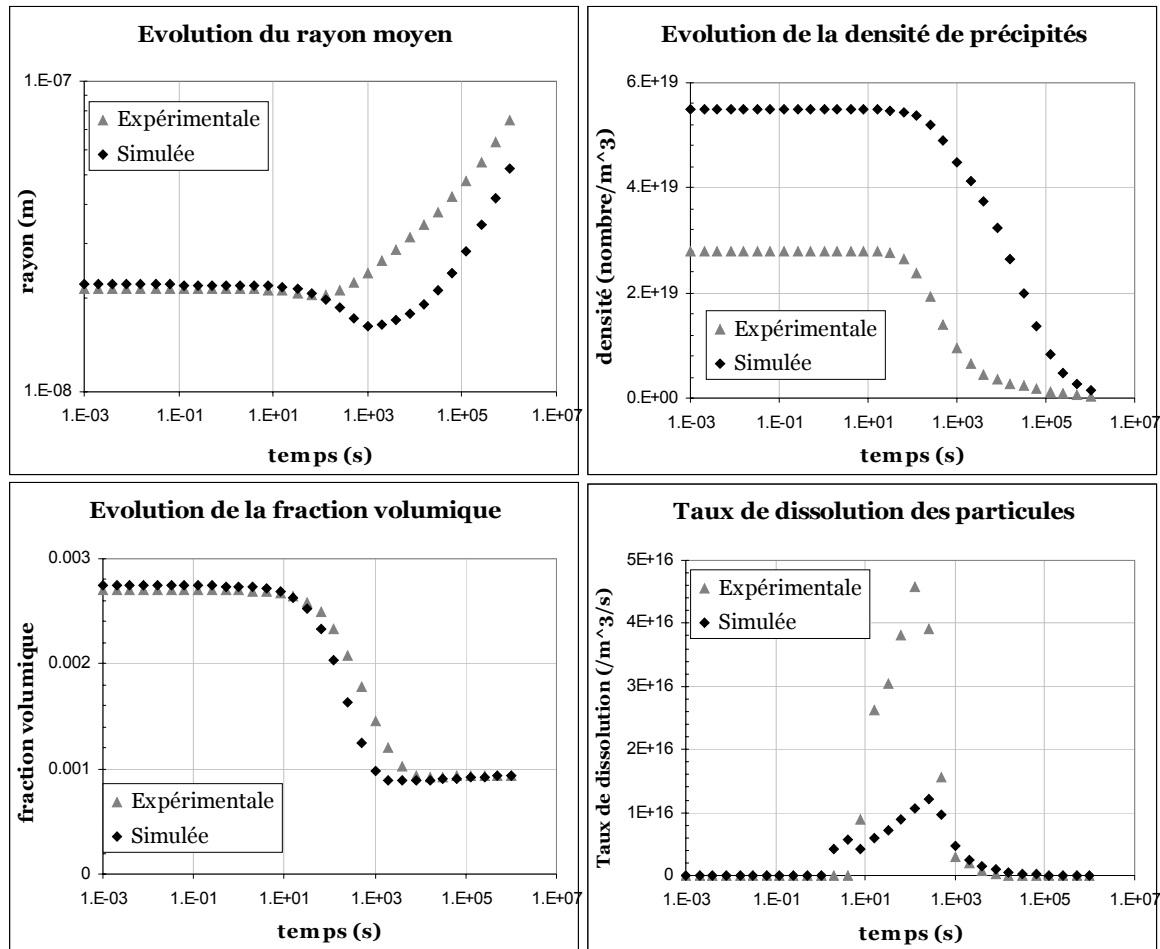 Evolution du rayon moyen
1.E-07
Expérimentale
Simulée
rayon (m)
1.E-08
1.E-03 1.E-01 1.E+01 1.E+03 1.E+05 1.E+07
temps (s)
Evolution de la densité de précipités
6.E+19
4.E+19
2.E+19
0.E+00
densité (nombre/m^3)
Expérimentale
Simulée
1.E-03 1.E-01 1.E+01 1.E+03 1.E+05 1.E+07
temps (s)
Evolution de la fraction volumique
0.003
0.002
0.001
0
fraction volumique
Expérimentale
Simulée
1.E-03 1.E-01 1.E+01 1.E+03 1.E+05 1.E+07
temps (s)
Taux de dissolution des particules
5E+16
4E+16
3E+16
2E+16
1E+16
0
Taux de dissolution (/m^3/s)
Expérimentale
Simulée
1.E-03 1.E-01 1.E+01 1.E+03 1.E+05 1.E+07
temps (s)